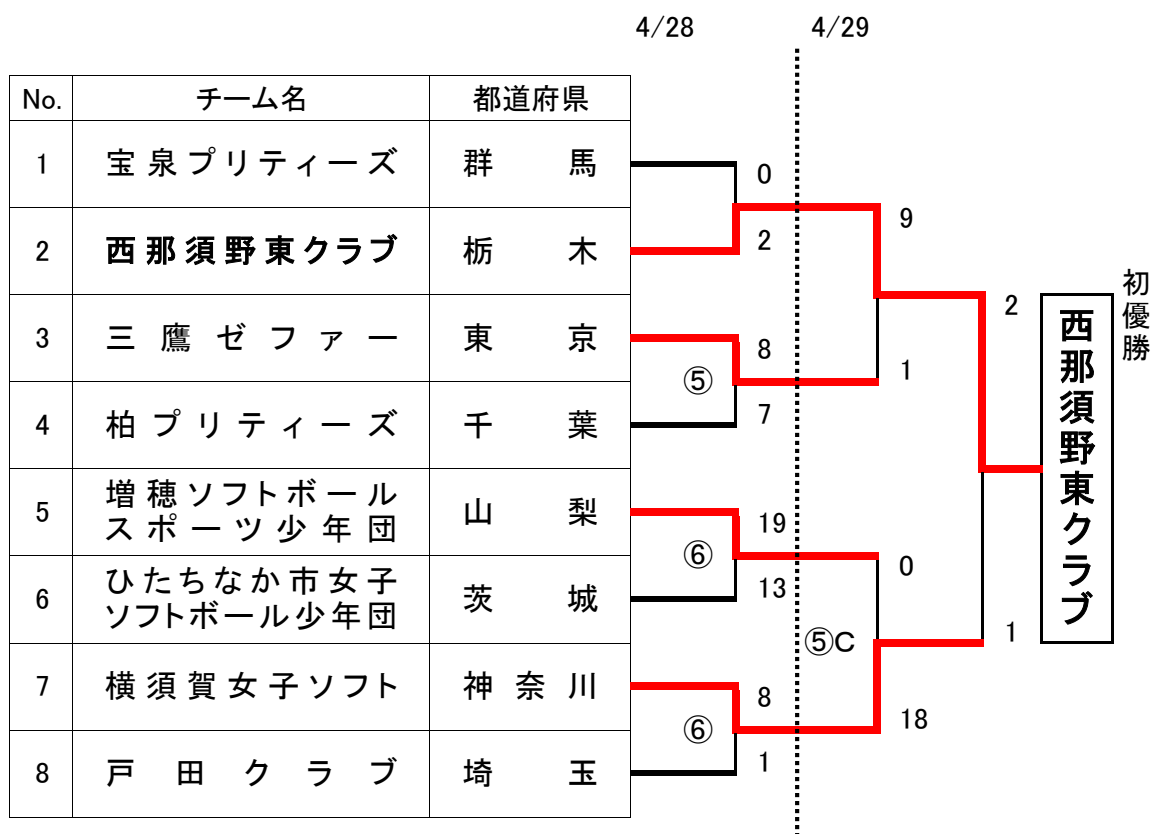 4/28 4/29
No. チーム名 都道府県
1 宝泉プリティーズ 群馬
0
2 西那須野東クラブ 栃木
2
9
3 三鷹ゼファー 東京
8
⑤
1
4 柏プリティーズ 千葉
7
2
5 増穂ソフトボール
スポーツ少年団 山梨
19
⑥
0
6 ひたちなか市女子
ソフトボール少年団 茨城
13
⑤C
1
7 横須賀女子ソフト 神奈川
8
⑥
18
8 戸田クラブ 埼玉
1
西那須野東クラブ
初優勝